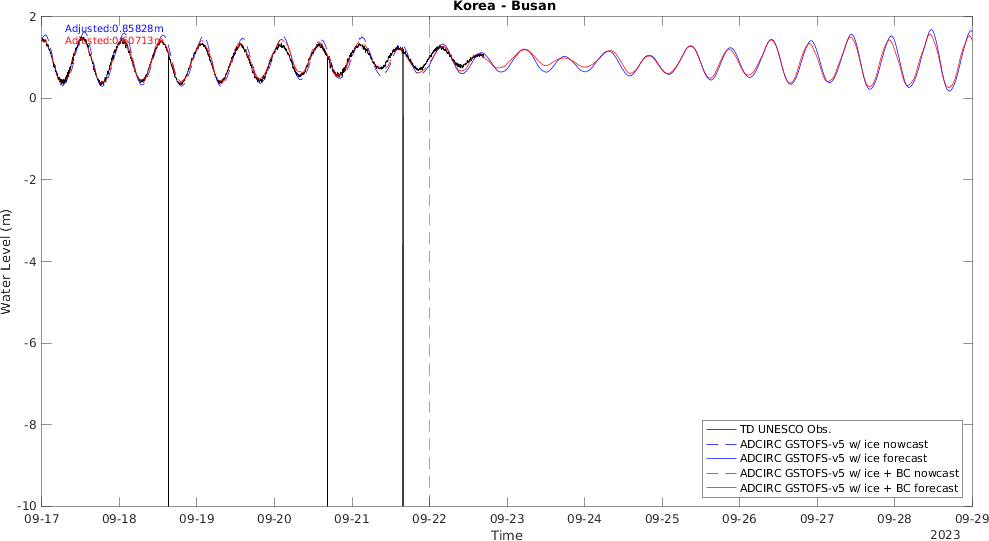 Korea - Busan
Adjusted:0.85828m
Adjusted:0.60713m
2
0
-2
-4
-6
-8
-10
Water Level (m)
TD UNESCO Obs.
ADCIRC GSTOFS-v5 w/ ice nowcast
ADCIRC GSTOFS-v5 w/ ice forecast
ADCIRC GSTOFS-v5 w/ ice + BC nowcast
ADCIRC GSTOFS-v5 w/ ice + BC forecast
09-17 09-18 09-19 09-20 09-21 09-22 09-23 09-24 09-25 09-26 09-27 09-28 09-29
Time
2023